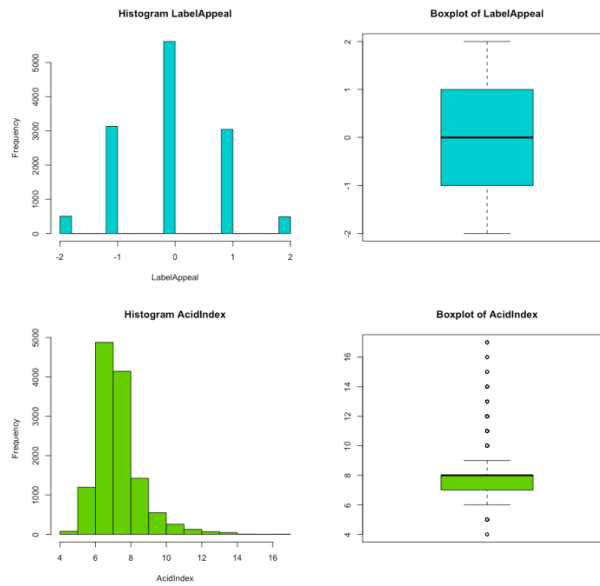 Histogram LabelAppeal
Frequency
0 1000 2000 3000 4000 5000
-2 -1 0 1 2
LabelAppeal
Boxplot of LabelAppeal
-2 -1 0 1 2
Histogram AcidIndex
Frequency
0 1000 2000 3000 4000 5000
4 6 8 10 12 14 16
AcidIndex
Boxplot of AcidIndex
4 6 8 10 12 14 16